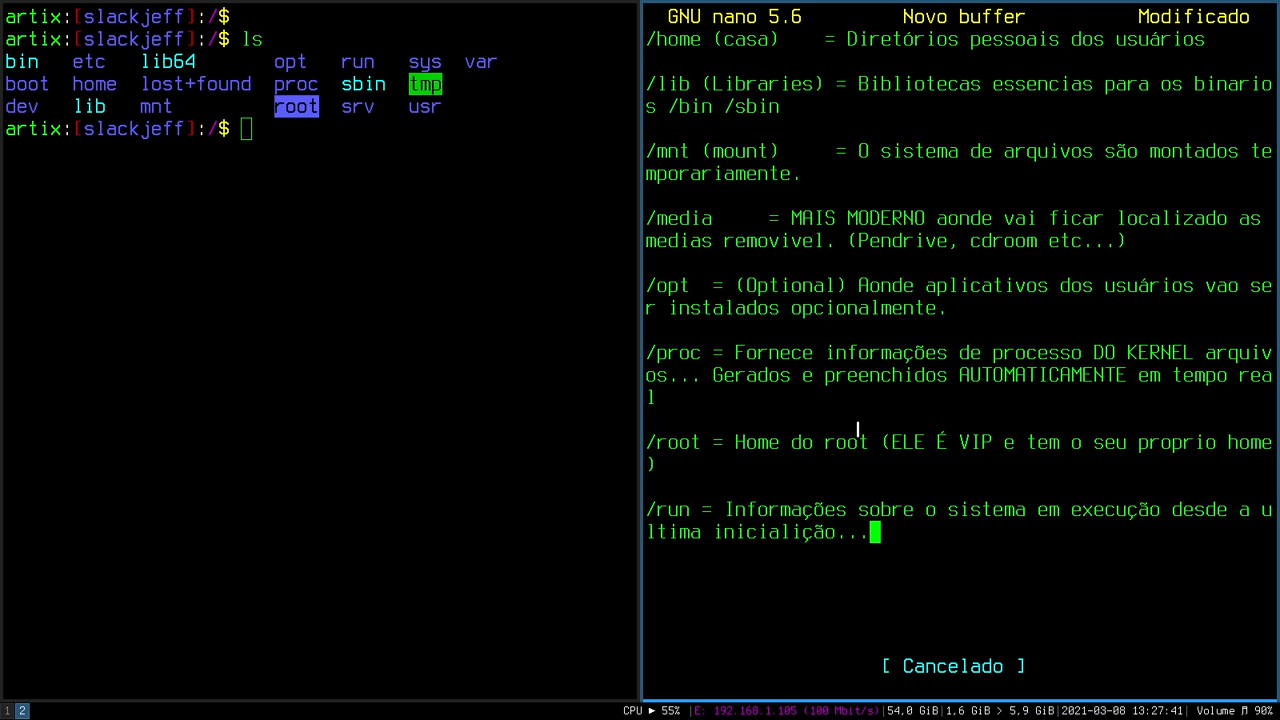 artix:[slackjeff]:/$
artix:[slackjeff]:/$ ls
bin   etc   lib64       opt   run   sys  var
boot  home  lost+found  proc  sbin  tmp
dev   lib   mnt         root  srv   usr
artix:[slackjeff]:/$
GNU nano 5.6         Novo buffer          Modificado
/home (casa)    = Diretórios pessoais dos usuários
/lib (Libraries) = Bibliotecas essencias para os binario
s /bin /sbin
/mnt (mount)     = O sistema de arquivos são montados te
mporariamente.
/media     = MAIS MODERNO aonde vai ficar localizado as
medias removivel. (Pendrive, cdroom etc...)
/opt  = (Optional) Aonde aplicativos dos usuários vao se
r instalados opcionalmente.
/proc = Fornece informações de processo DO KERNEL arquiv
os... Gerados e preenchidos AUTOMATICAMENTE em tempo rea
l
/root = Home do root (ELE É VIP e tem o seu proprio home
)
/run = Informações sobre o sistema em execução desde a u
ltima inicialição...
[ Cancelado ]
1 2 CPU ► 55% |E: 192.168.1.105 (100 Mbit/s)|54,0 GiB|1,6 GiB > 5,9 GiB|2021-03-08 13:27:41| Volume ♬ 90%